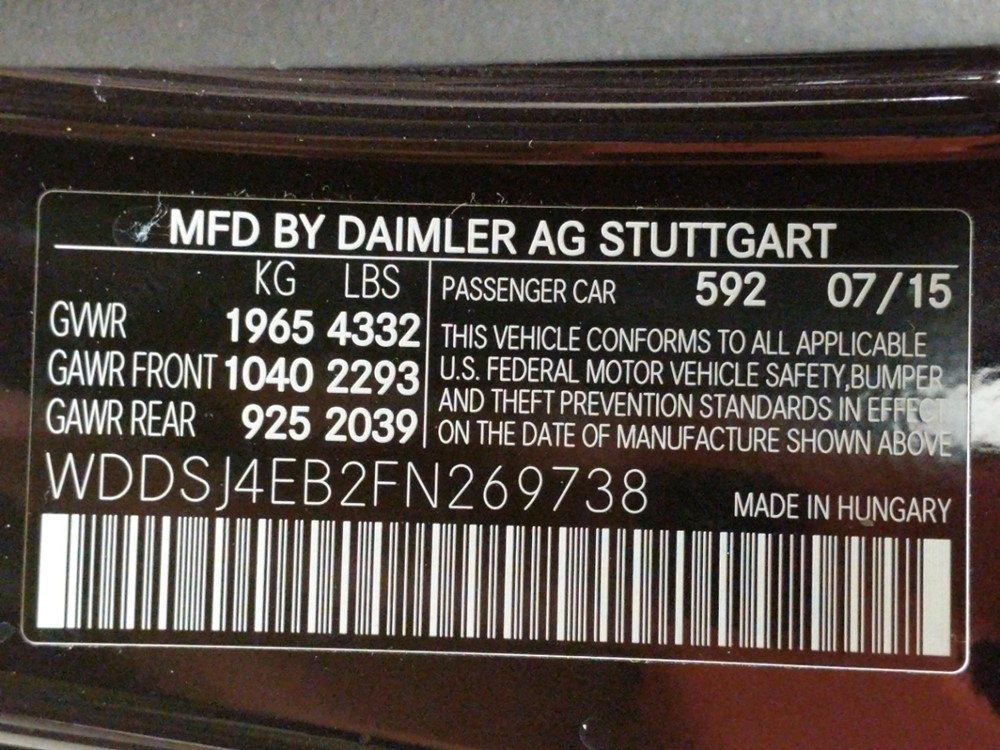 MFD BY DAIMLER AG STUTTGART
KG LBS
GVWR 1965 4332
GAWR FRONT 1040 2293
GAWR REAR 925 2039
PASSENGER CAR 592 07/15
THIS VEHICLE CONFORMS TO ALL APPLICABLE
U.S. FEDERAL MOTOR VEHICLE SAFETY,BUMPER
AND THEFT PREVENTION STANDARDS IN EFFECT
ON THE DATE OF MANUFACTURE SHOWN ABOVE
WDDSJ4EB2FN269738
MADE IN HUNGARY